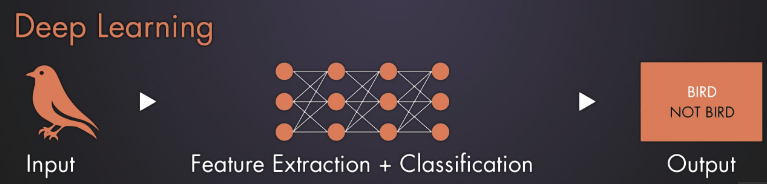 Deep Learning
BIRD
NOT BIRD
Input
Feature Extraction + Classification
Output